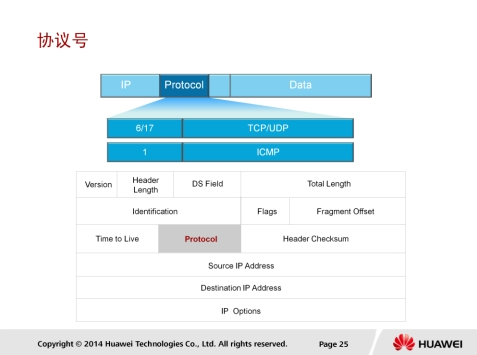 协议号
IP Protocol Data
6/17 TCP/UDP
1 ICMP
Version Header Length DS Field Total Length
Identification Flags Fragment Offset
Time to Live Protocol Header Checksum
Source IP Address
Destination IP Address
IP Options
Copyright © 2014 Huawei Technologies Co., Ltd. All rights reserved. Page 25 HUAWEI